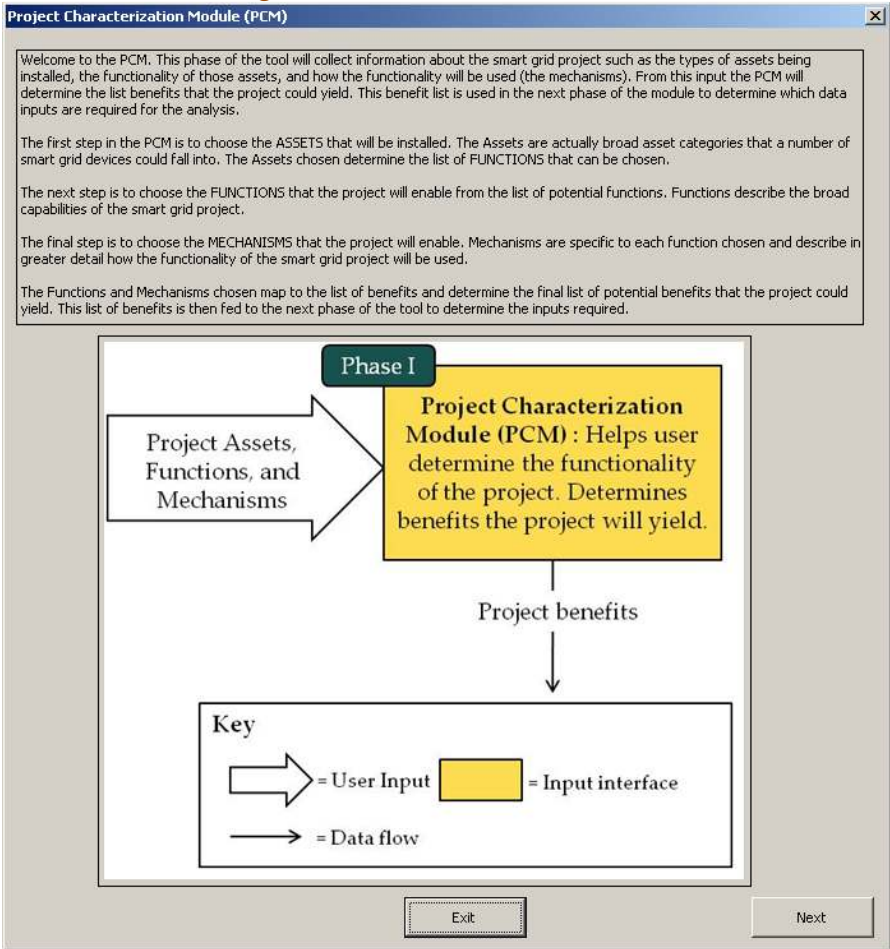 Project Characterization Module (PCM)
Welcome to the PCM. This phase of the tool will collect information about the smart grid project such as the types of assets being
installed, the functionality of those assets, and how the functionality will be used (the mechanisms). From this input the PCM will
determine the list benefits that the project could yield. This benefit list is used in the next phase of the module to determine which data
inputs are required for the analysis.
The first step in the PCM is to choose the ASSETS that will be installed. The Assets are actually broad asset categories that a number of
smart grid devices could fall into. The Assets chosen determine the list of FUNCTIONS that can be chosen.
The next step is to choose the FUNCTIONS that the project will enable from the list of potential functions. Functions describe the broad
capabilities of the smart grid project.
The final step is to choose the MECHANISMS that the project will enable. Mechanisms are specific to each function chosen and describe in
greater detail how the functionality of the smart grid project will be used.
The Functions and Mechanisms chosen map to the list of benefits and determine the final list of potential benefits that the project could
yield. This list of benefits is then fed to the next phase of the tool to determine the inputs required.
Phase I
Project Assets,
Functions, and
Mechanisms
Project Characterization
Module (PCM) : Helps user
determine the functionality
of the project. Determines
benefits the project will yield.
Project benefits
Key
= User Input
= Input interface
= Data flow
Exit
Next